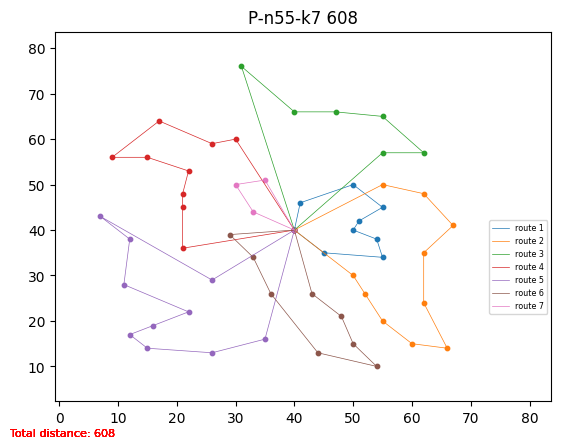 P-n55-k7 608
80
70
60
50
40
30
20
10
0 10 20 30 40 50 60 70 80
route 1
route 2
route 3
route 4
route 5
route 6
route 7
Total distance: 608